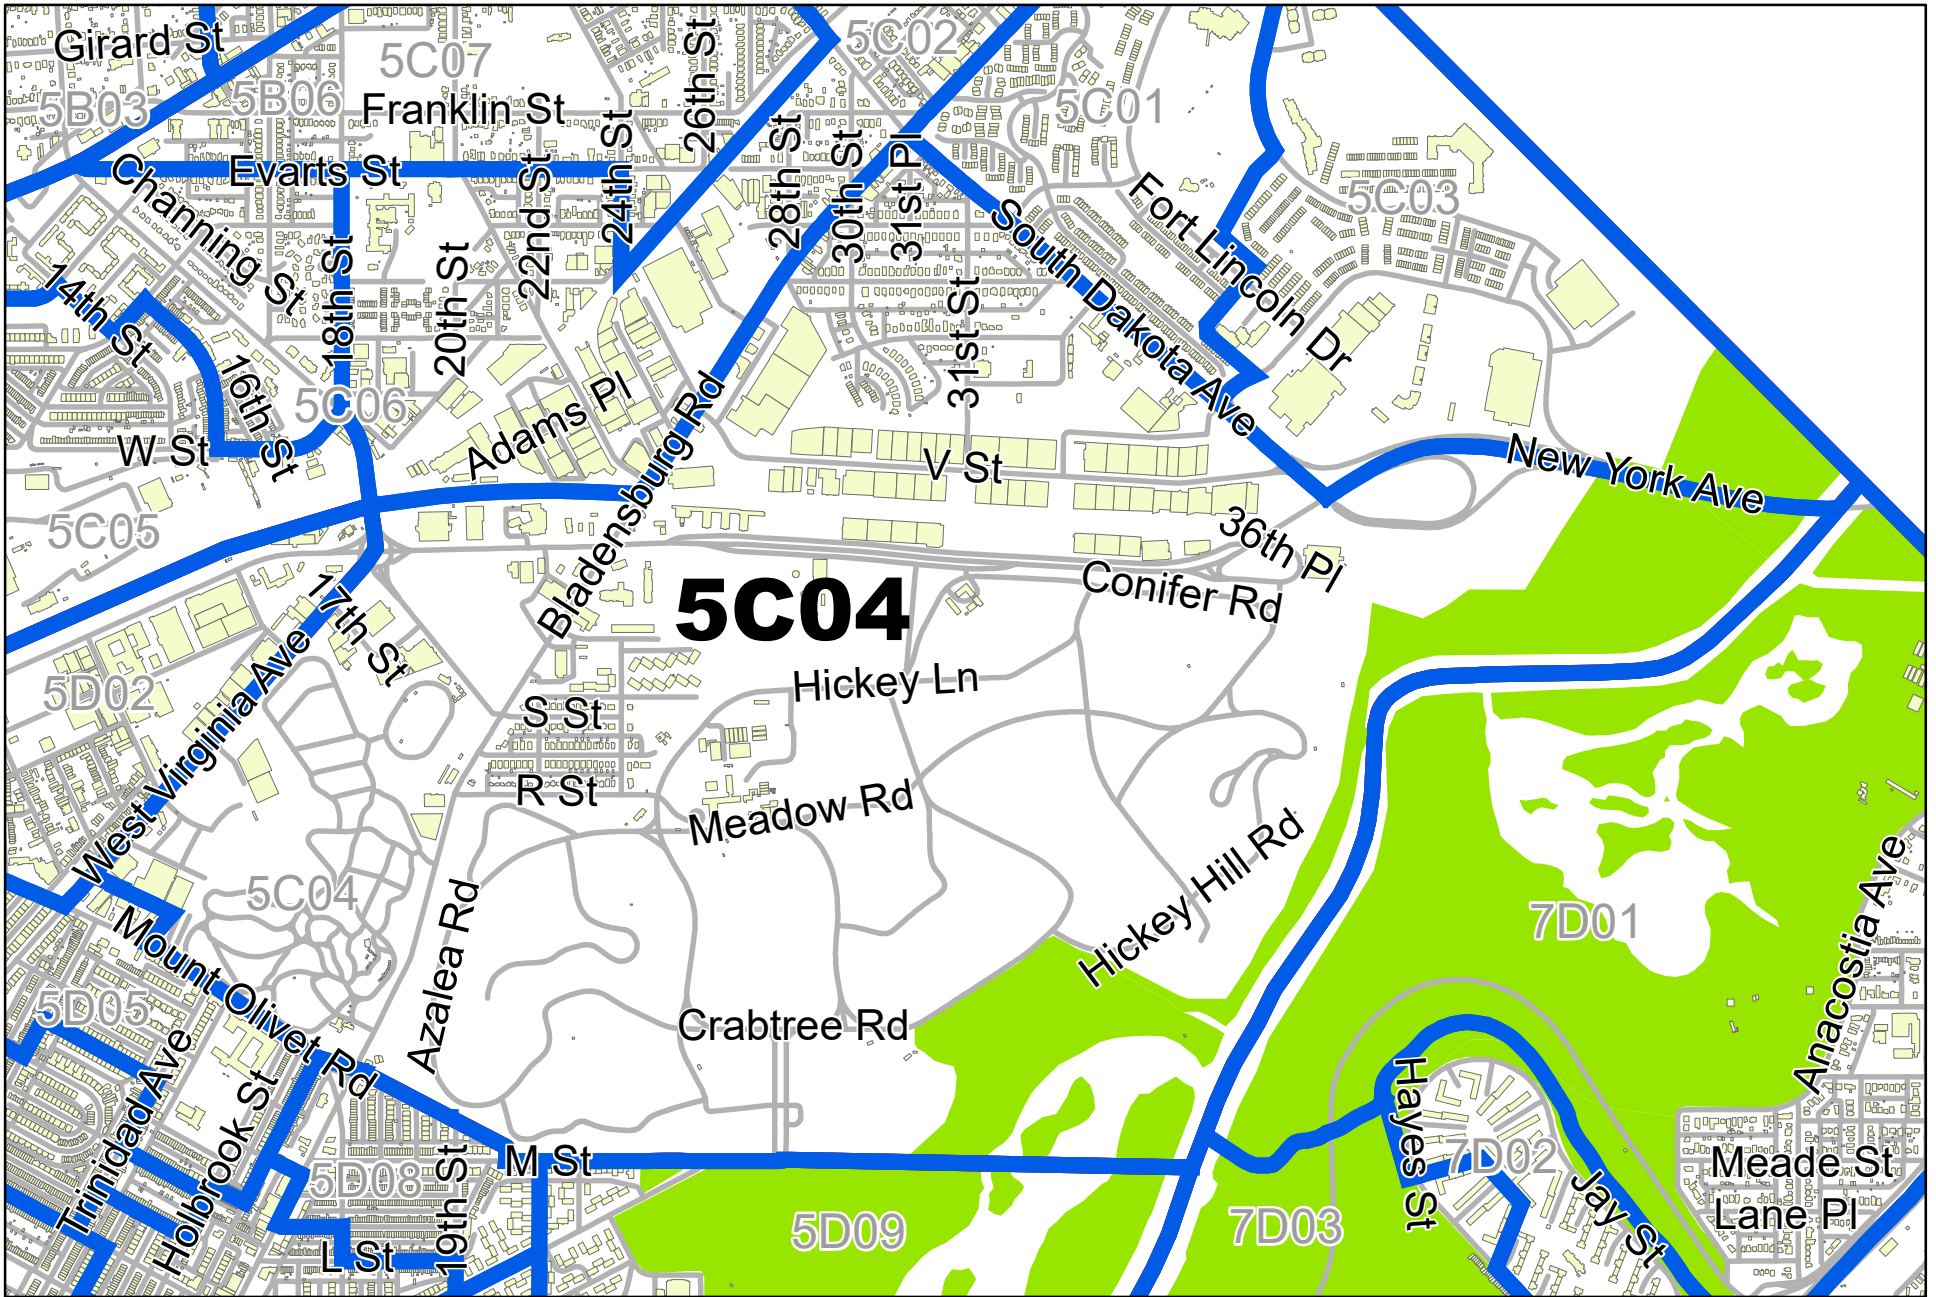 Girard St
5C07
26th St
5C02
5B03
5B06
Franklin St
5C01
Evarts St
24th St
28th St
30th St
31st Pl
Channing St
22nd St
Fort Lincoln Dr
5C03
South Dakota Ave
14th St
18th St
20th St
31st St
16th St
5C06
Adams Pl
W St
V St
Bladensburg Rd
New York Ave
5C05
36th Pl
Conifer Rd
17th St
5C04
Hickey Ln
5D02
West Virginia Ave
S St
R St
Meadow Rd
Hickey Hill Rd
5C04
7D01
Mount Olivet Rd
Azalea Rd
Anacostia Ave
5D05
Crabtree Rd
Trinidad Ave
Holbrook St
Hayes St
7D02
M St
5D08
19th St
Meade St
Jay St
Lane Pl
5D09
7D03
L St